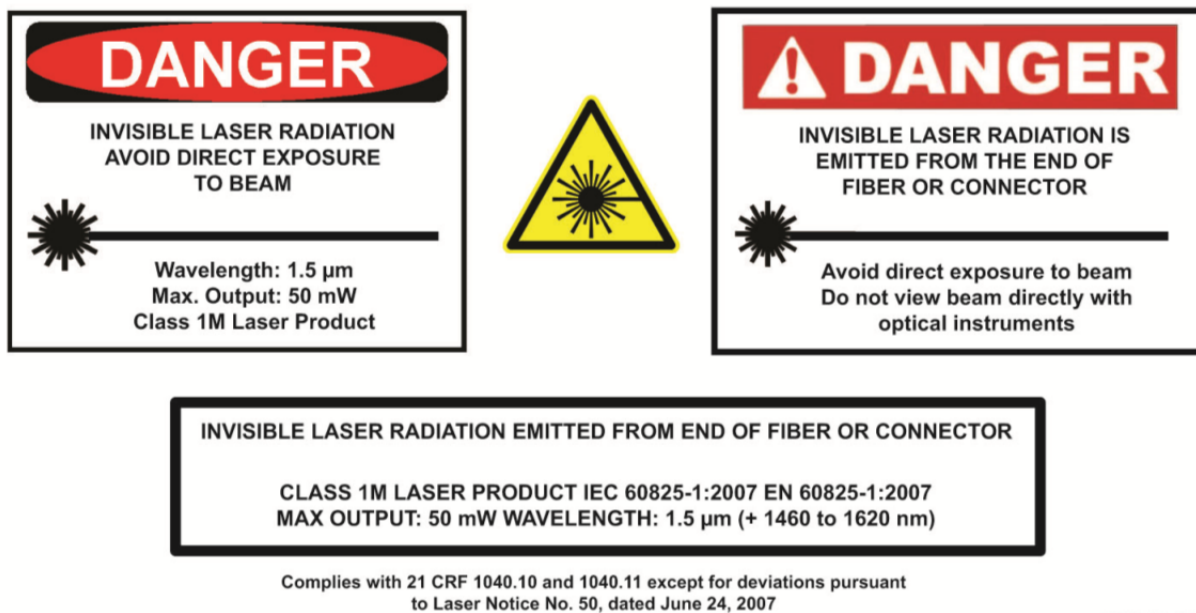 DANGER
INVISIBLE LASER RADIATION
AVOID DIRECT EXPOSURE
TO BEAM
Wavelength: 1.5 µm
Max. Output: 50 mW
Class 1M Laser Product
DANGER
INVISIBLE LASER RADIATION IS
EMITTED FROM THE END OF
FIBER OR CONNECTOR
Avoid direct exposure to beam
Do not view beam directly with
optical instruments
INVISIBLE LASER RADIATION EMITTED FROM END OF FIBER OR CONNECTOR
CLASS 1M LASER PRODUCT IEC 60825-1:2007 EN 60825-1:2007
MAX OUTPUT: 50 mW WAVELENGTH: 1.5 µm (+ 1460 to 1620 nm)
Complies with 21 CRF 1040.10 and 1040.11 except for deviations pursuant
to Laser Notice No. 50, dated June 24, 2007